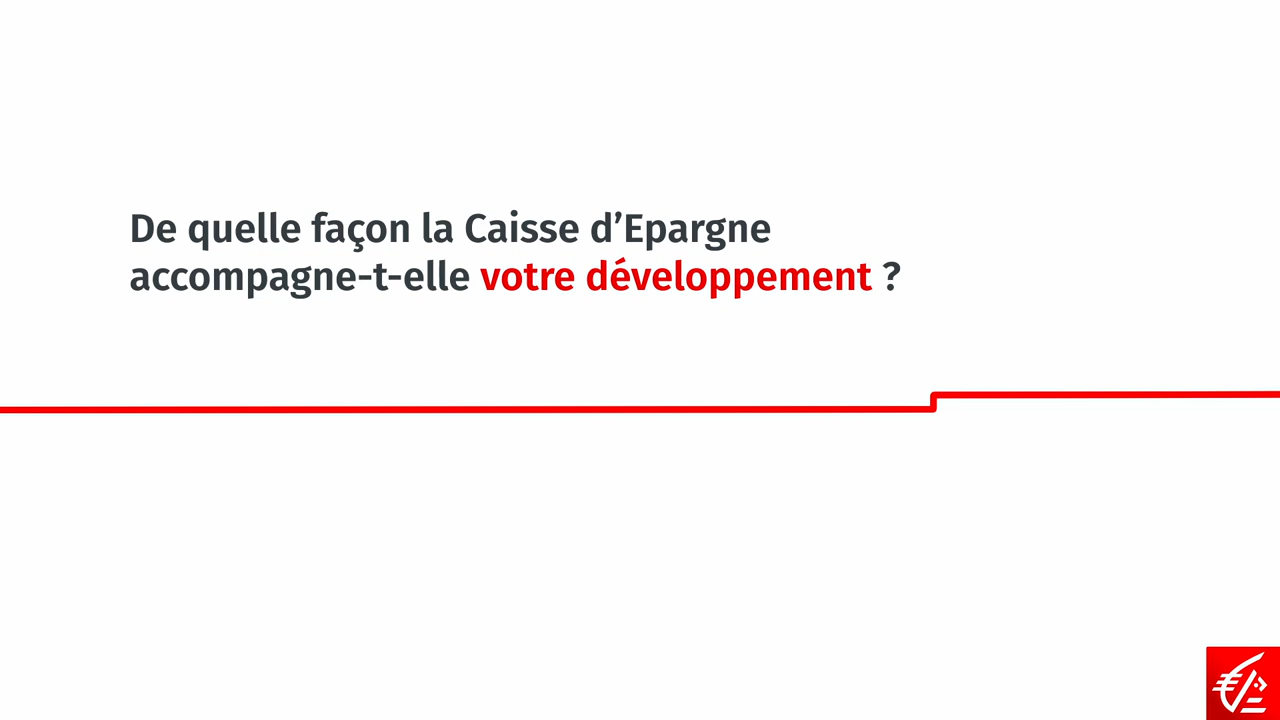 De quelle façon la Caisse d’Epargne
accompagne-t-elle votre développement ?